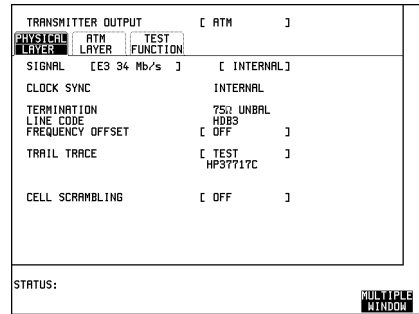 TRANSMITTER OUTPUT [ ATM ]
PHYSICAL LAYER ATM LAYER TEST FUNCTION
SIGNAL [E3 34 Mb/s ] [ INTERNAL]
CLOCK SYNC INTERNAL
TERMINATION 75Ω UNBAL
LINE CODE HDB3
FREQUENCY OFFSET [ OFF ]
TRAIL TRACE [ TEST ]
HP37717C
CELL SCRAMBLING [ OFF ]
STATUS:
MULTIPLE
WINDOW